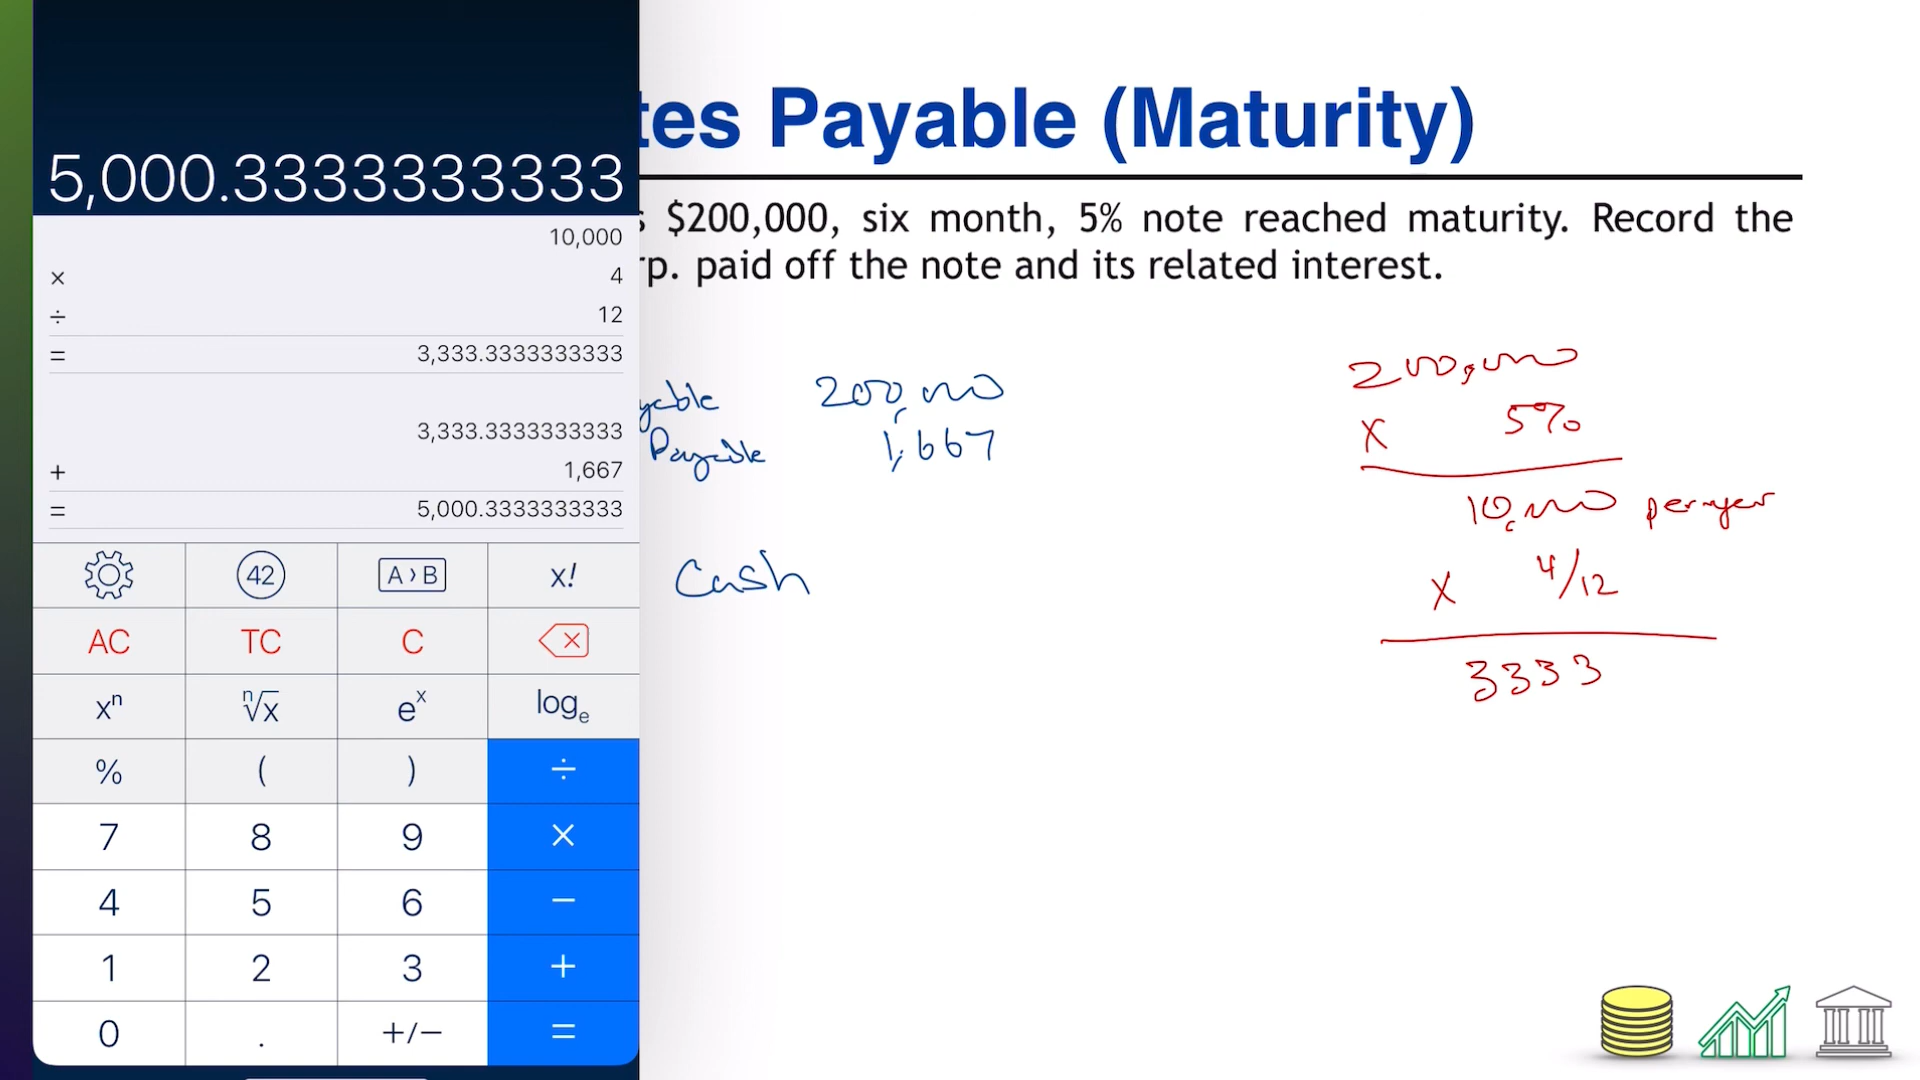 5,000.3333333333
10,000
× 4
÷ 12
= 3,333.3333333333
3,333.3333333333
+ 1,667
= 5,000.3333333333
42 A›B x!
AC TC C
xⁿ ⁿ√x eˣ logₑ
% ( ) ÷
7 8 9 ×
4 5 6 −
1 2 3 +
0 . +/− =
tes Payable (Maturity)
s $200,000, six month, 5% note reached maturity. Record the
rp. paid off the note and its related interest.
yable 200,000
Payable 1,667
Cash
200,000
x 5%
10,000 per year
x 4/12
3333